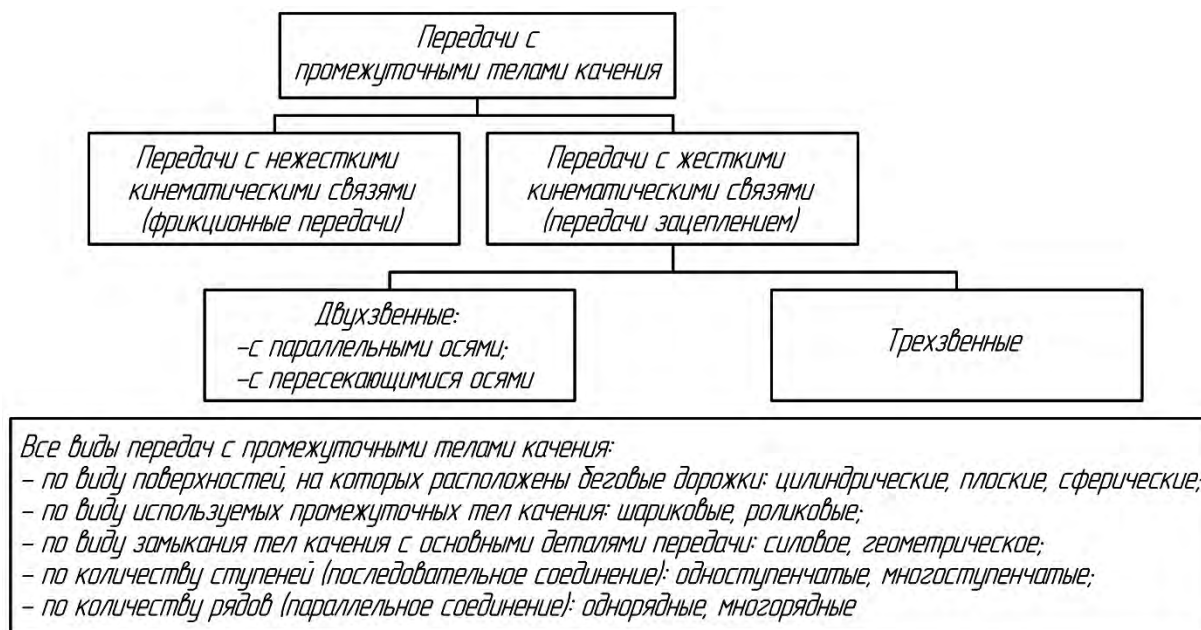 Передачи с
промежуточными телами качения
Передачи с нежесткими
кинематическими связями
(фрикционные передачи)
Передачи с жесткими
кинематическими связями
(передачи зацеплением)
Двухзвенные:
–с параллельными осями;
–с пересекающимися осями
Трехзвенные
Все виды передач с промежуточными телами качения:
– по виду поверхностей, на которых расположены беговые дорожки: цилиндрические, плоские, сферические;
– по виду используемых промежуточных тел качения: шариковые, роликовые;
– по виду замыкания тел качения с основными деталями передачи: силовое, геометрическое;
– по количеству ступеней (последовательное соединение): одноступенчатые, многоступенчатые;
– по количеству рядов (параллельное соединение): однорядные, многорядные